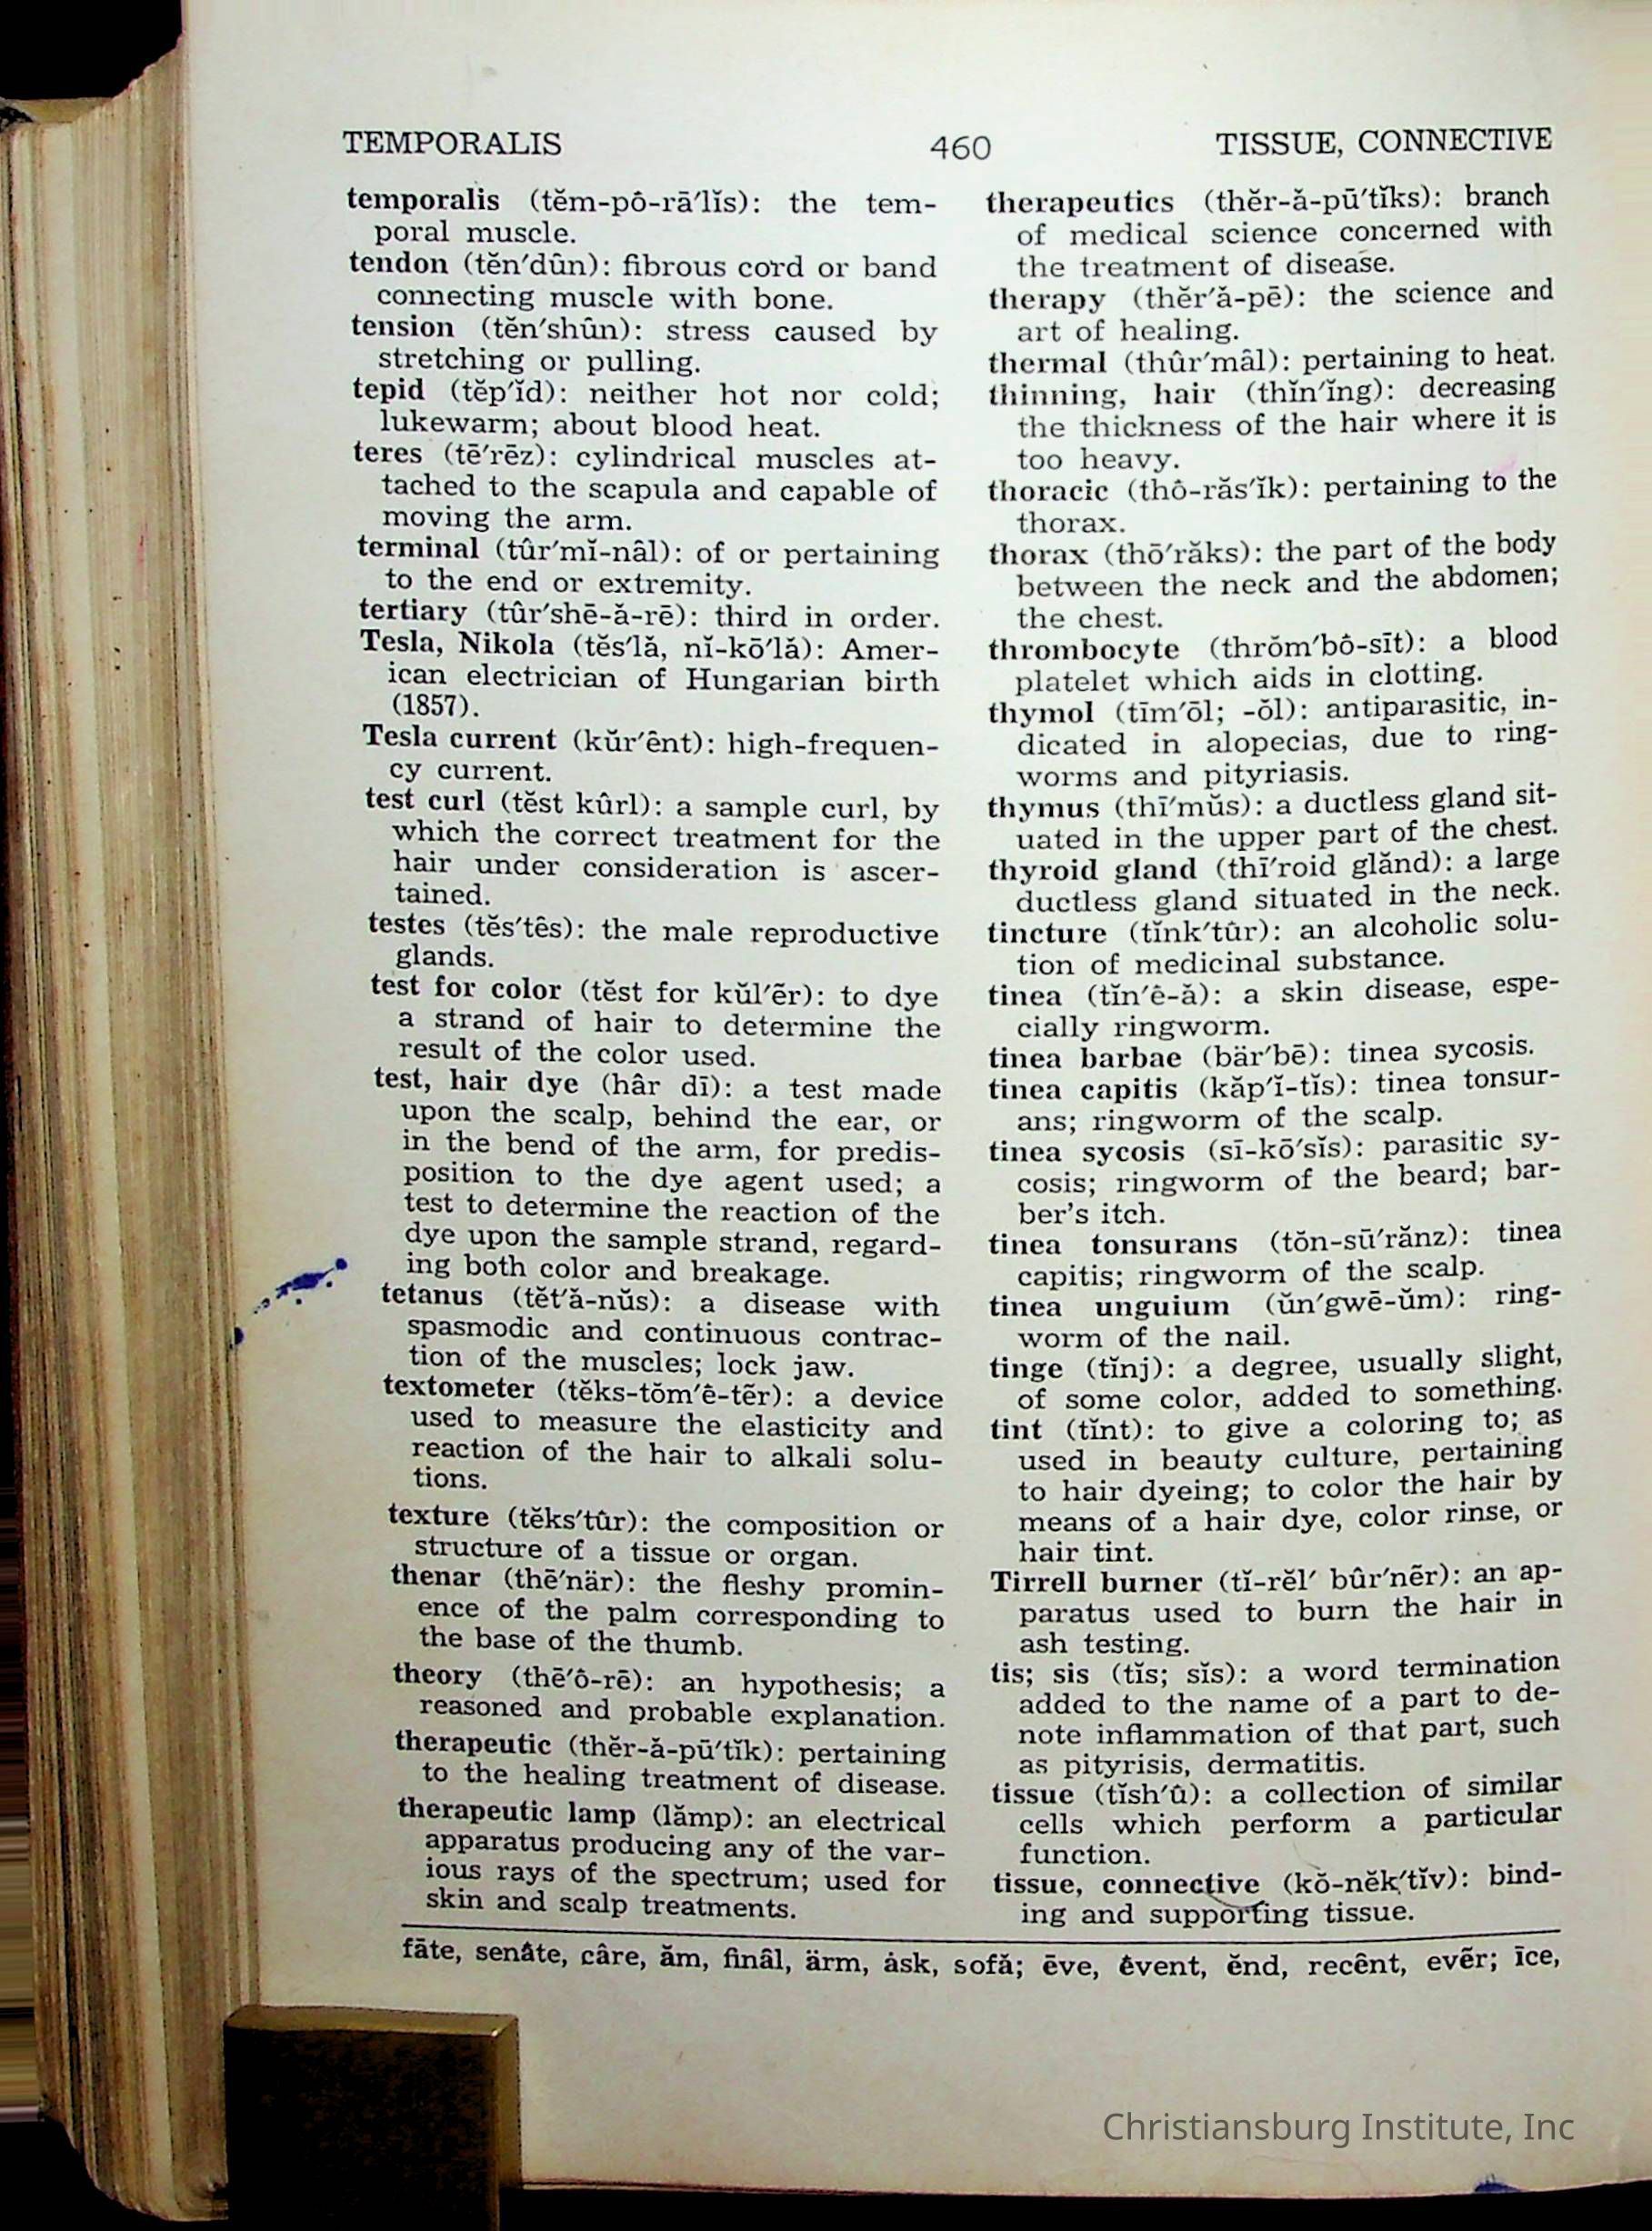 TEMPORALIS 460 TISSUE, CONNECTIVE
temporalis (tĕm-pô-rā′lĭs): the tem-
poral muscle.
tendon (tĕn′dûn): fibrous cord or band
connecting muscle with bone.
tension (tĕn′shûn): stress caused by
stretching or pulling.
tepid (tĕp′ĭd): neither hot nor cold;
lukewarm; about blood heat.
teres (tē′rēz): cylindrical muscles at-
tached to the scapula and capable of
moving the arm.
terminal (tûr′mĭ-nâl): of or pertaining
to the end or extremity.
tertiary (tûr′shē-ă-rē): third in order.
Tesla, Nikola (tĕs′lă, nĭ-kō′lă): Amer-
ican electrician of Hungarian birth
(1857).
Tesla current (kŭr′ênt): high-frequen-
cy current.
test curl (tĕst kûrl): a sample curl, by
which the correct treatment for the
hair under consideration is ascer-
tained.
testes (tĕs′tês): the male reproductive
glands.
test for color (tĕst for kŭl′ẽr): to dye
a strand of hair to determine the
result of the color used.
test, hair dye (hâr dī): a test made
upon the scalp, behind the ear, or
in the bend of the arm, for predis-
position to the dye agent used; a
test to determine the reaction of the
dye upon the sample strand, regard-
ing both color and breakage.
tetanus (tĕt′ă-nŭs): a disease with
spasmodic and continuous contrac-
tion of the muscles; lock jaw.
textometer (tĕks-tŏm′ê-tẽr): a device
used to measure the elasticity and
reaction of the hair to alkali solu-
tions.
texture (tĕks′tûr): the composition or
structure of a tissue or organ.
thenar (thē′när): the fleshy promin-
ence of the palm corresponding to
the base of the thumb.
theory (thē′ô-rē): an hypothesis; a
reasoned and probable explanation.
therapeutic (thĕr-ă-pū′tĭk): pertaining
to the healing treatment of disease.
therapeutic lamp (lămp): an electrical
apparatus producing any of the var-
ious rays of the spectrum; used for
skin and scalp treatments.
therapeutics (thĕr-ă-pū′tĭks): branch
of medical science concerned with
the treatment of disease.
therapy (thĕr′ă-pē): the science and
art of healing.
thermal (thûr′mâl): pertaining to heat.
thinning, hair (thĭn′ĭng): decreasing
the thickness of the hair where it is
too heavy.
thoracic (thô-răs′ĭk): pertaining to the
thorax.
thorax (thō′răks): the part of the body
between the neck and the abdomen;
the chest.
thrombocyte (thrŏm′bô-sīt): a blood
platelet which aids in clotting.
thymol (tīm′ōl; -ŏl): antiparasitic, in-
dicated in alopecias, due to ring-
worms and pityriasis.
thymus (thī′mŭs): a ductless gland sit-
uated in the upper part of the chest.
thyroid gland (thī′roid glănd): a large
ductless gland situated in the neck.
tincture (tĭnk′tûr): an alcoholic solu-
tion of medicinal substance.
tinea (tĭn′ê-ă): a skin disease, espe-
cially ringworm.
tinea barbae (bär′bē): tinea sycosis.
tinea capitis (kăp′ĭ-tĭs): tinea tonsur-
ans; ringworm of the scalp.
tinea sycosis (sī-kō′sĭs): parasitic sy-
cosis; ringworm of the beard; bar-
ber's itch.
tinea tonsurans (tŏn-sū′rănz): tinea
capitis; ringworm of the scalp.
tinea unguium (ŭn′gwē-ŭm): ring-
worm of the nail.
tinge (tĭnj): a degree, usually slight,
of some color, added to something.
tint (tĭnt): to give a coloring to; as
used in beauty culture, pertaining
to hair dyeing; to color the hair by
means of a hair dye, color rinse, or
hair tint.
Tirrell burner (tĭ-rĕl′ bûr′nẽr): an ap-
paratus used to burn the hair in
ash testing.
tis; sis (tĭs; sĭs): a word termination
added to the name of a part to de-
note inflammation of that part, such
as pityrisis, dermatitis.
tissue (tĭsh′û): a collection of similar
cells which perform a particular
function.
tissue, connective (kŏ-nĕk′tĭv): bind-
ing and supporting tissue.
fāte, senâte, câre, ăm, finâl, ärm, ȧsk, sofă; ēve, êvent, ĕnd, recênt, evẽr; īce,
Christiansburg Institute, Inc